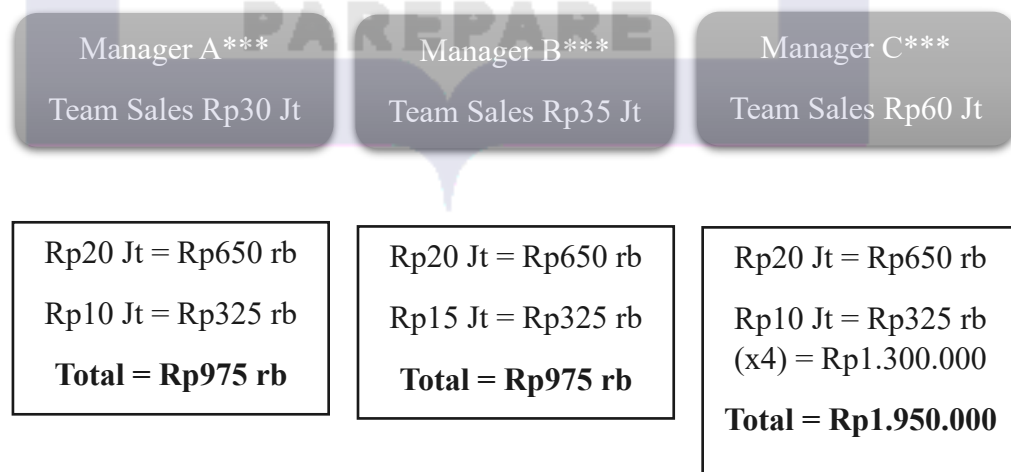 PAREPARE
Manager A***
Team Sales Rp30 Jt
Manager B***
Team Sales Rp35 Jt
Manager C***
Team Sales Rp60 Jt
Rp20 Jt = Rp650 rb
Rp10 Jt = Rp325 rb
Total = Rp975 rb
Rp20 Jt = Rp650 rb
Rp15 Jt = Rp325 rb
Total = Rp975 rb
Rp20 Jt = Rp650 rb
Rp10 Jt = Rp325 rb
(x4) = Rp1.300.000
Total = Rp1.950.000